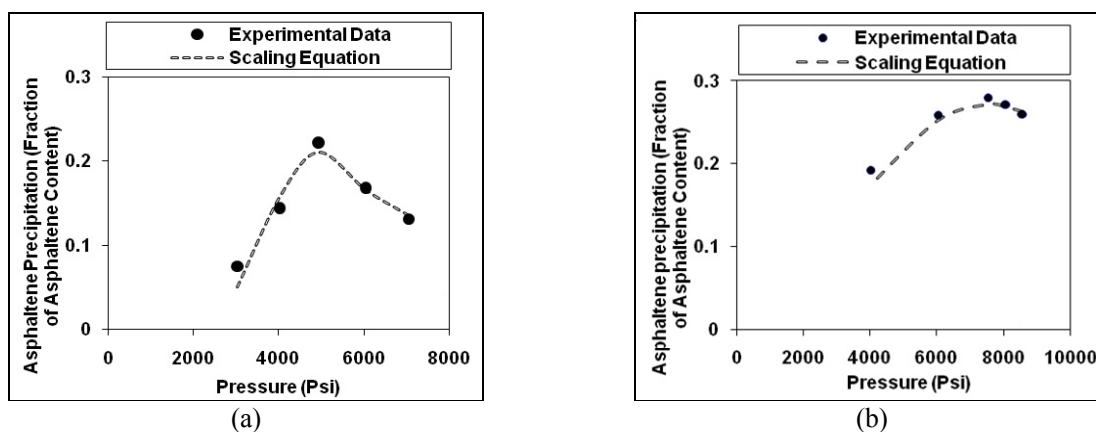 Experimental Data
Scaling Equation
0.3
0.2
0.1
0
0 2000 4000 6000 8000
Pressure (Psi)
Asphaltene Precipitation (Fraction
of Asphaltene Content)
(a)
Experimental Data
Scaling Equation
0.3
0.2
0.1
0
0 2000 4000 6000 8000 10000
Pressure (Psi)
Asphaltene precipitation (Fraction
of Asphaltene Content)
(b)